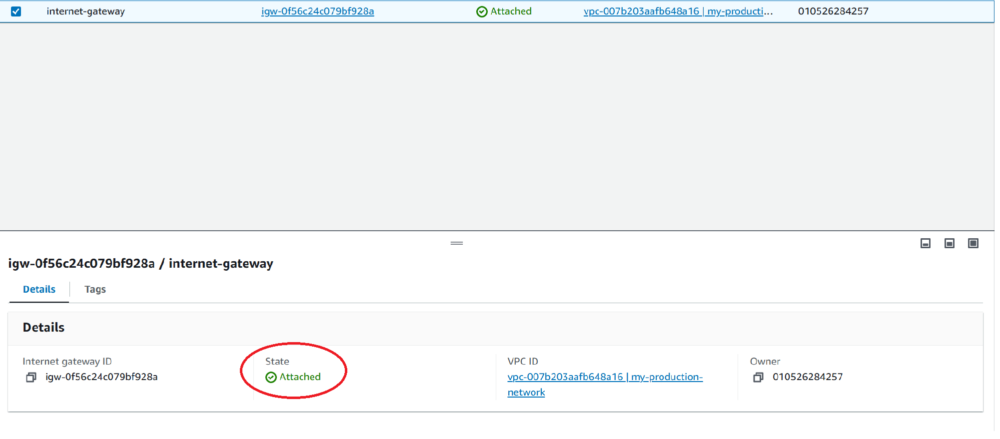 internet-gateway igw-0f56c24c079bf928a Attached vpc-007b203aafb648a16 | my-producti... 010526284257
igw-0f56c24c079bf928a / internet-gateway
Details Tags
Details
Internet gateway ID State VPC ID Owner
igw-0f56c24c079bf928a Attached vpc-007b203aafb648a16 | my-production- 010526284257
network